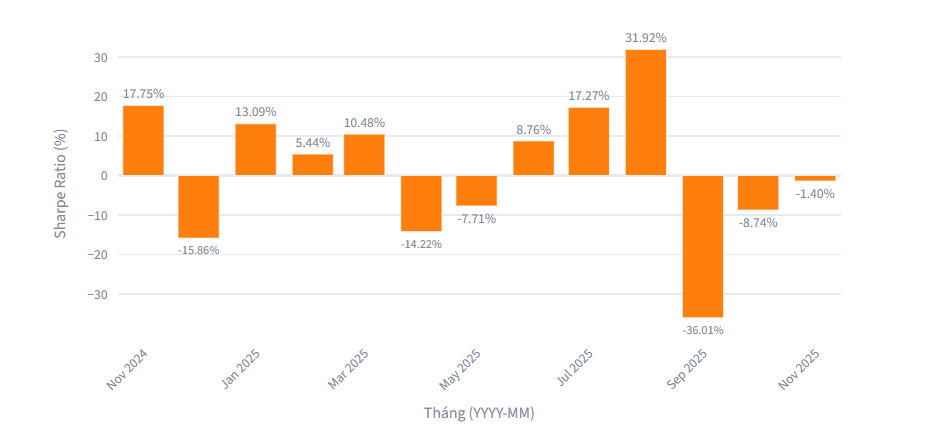 31.92%
30
17.75%
20
17.27%
13.09%
10.48%
10
8.76%
5.44%
0
-1.40%
-7.71%
-8.74%
−10
-14.22%
-15.86%
−20
−30
-36.01%
Sharpe Ratio (%)
Nov 2024
Jan 2025
Mar 2025
May 2025
Jul 2025
Sep 2025
Nov 2025
Tháng (YYYY-MM)